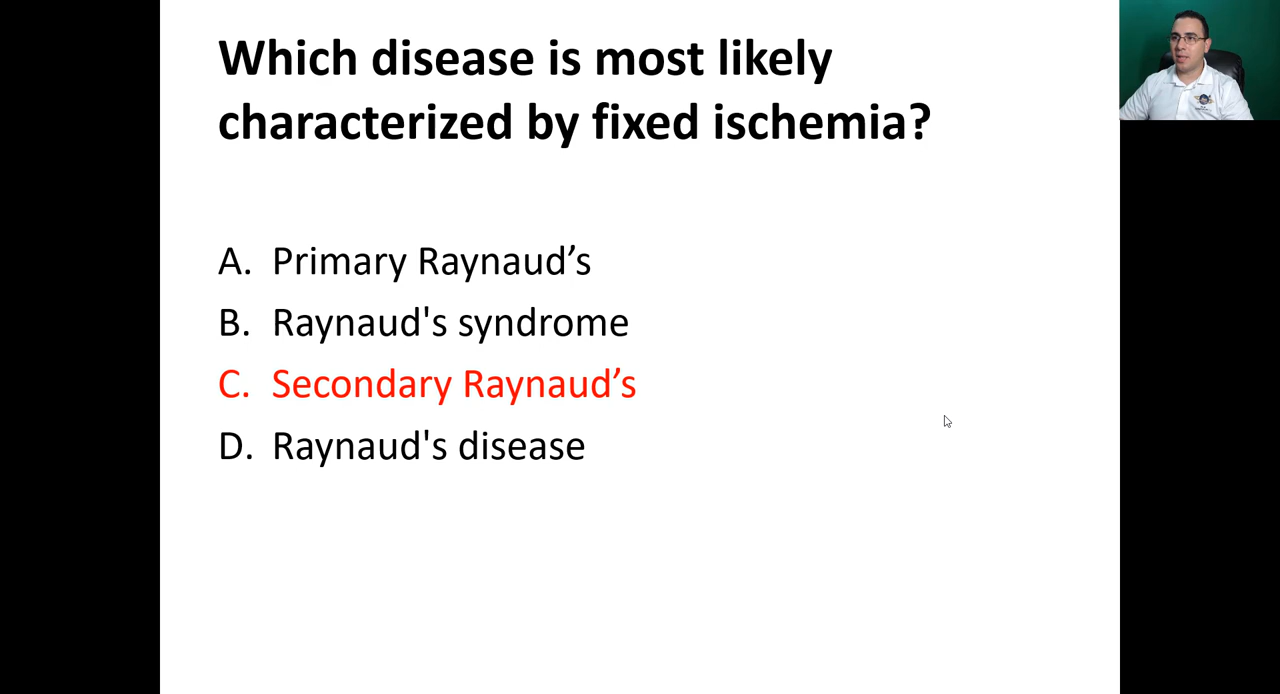 Which disease is most likely
characterized by fixed ischemia?
A. Primary Raynaud’s
B. Raynaud's syndrome
C. Secondary Raynaud’s
D. Raynaud's disease